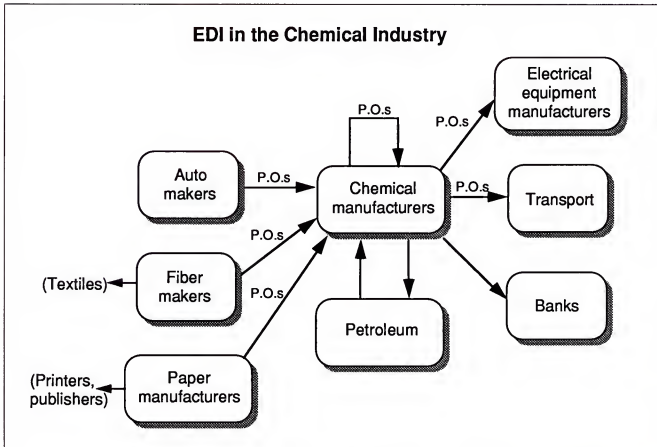 EDI in the Chemical Industry
Electrical
equipment
manufacturers
P.O.s
P.O.s
Auto
makers
P.O.s
Chemical
manufacturers
P.O.s
Transport
P.O.s
(Textiles)
Fiber
makers
P.O.s
Petroleum
Banks
(Printers,
publishers)
Paper
manufacturers